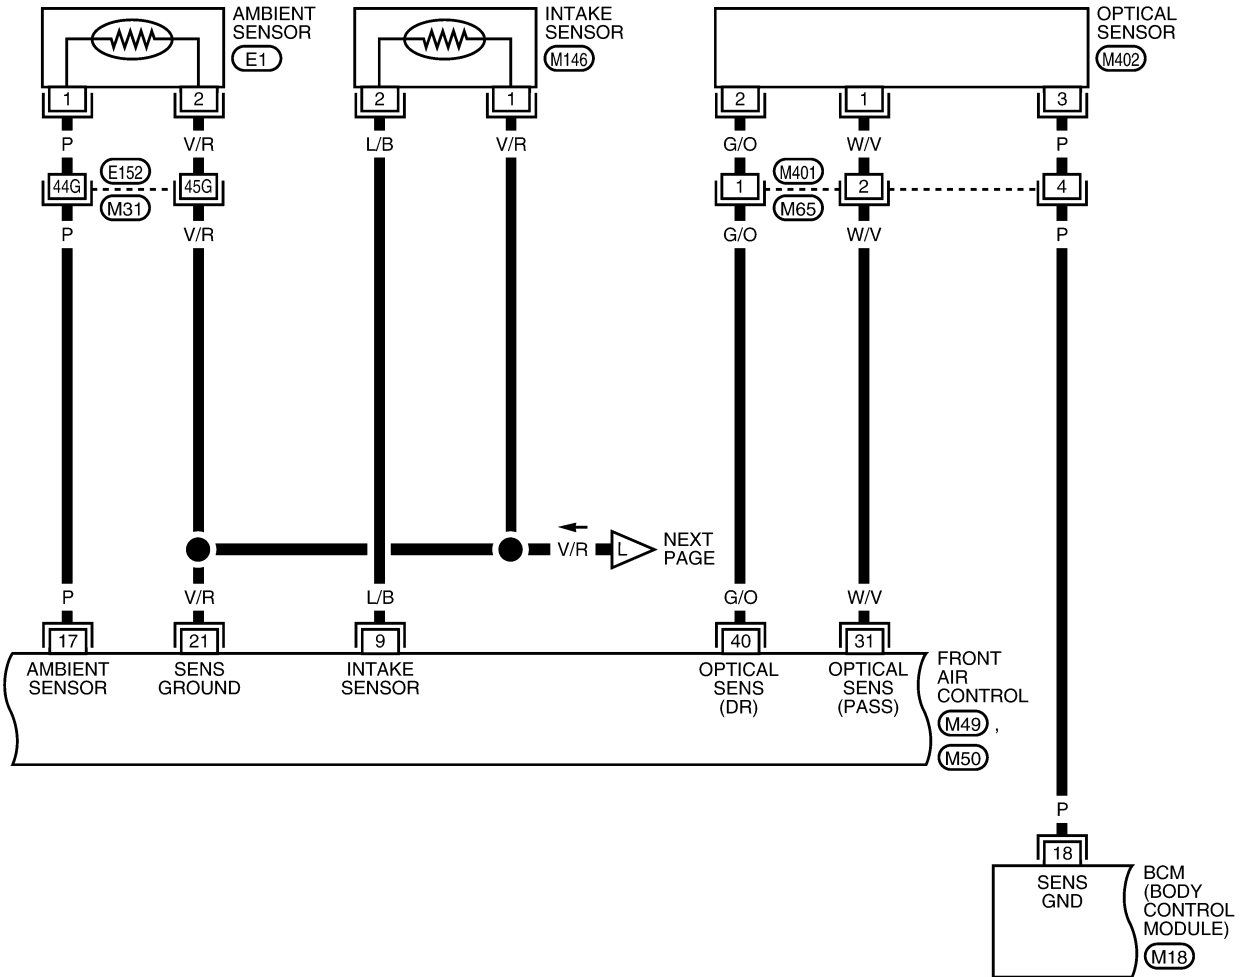 AMBIENT
SENSOR
E1
INTAKE
SENSOR
M146
OPTICAL
SENSOR
M402
1 2 2 1 2 1 3
P V/R L/B V/R G/O W/V P
44G E152 45G 1 M401 2 4
M31 M65
P V/R G/O W/V P
V/R L NEXT
PAGE
P V/R L/B G/O W/V
17 21 9 40 31
AMBIENT
SENSOR
SENS
GROUND
INTAKE
SENSOR
OPTICAL
SENS
(DR)
OPTICAL
SENS
(PASS)
FRONT
AIR
CONTROL
M49 ,
M50
P
18
SENS
GND
BCM
(BODY
CONTROL
MODULE)
M18